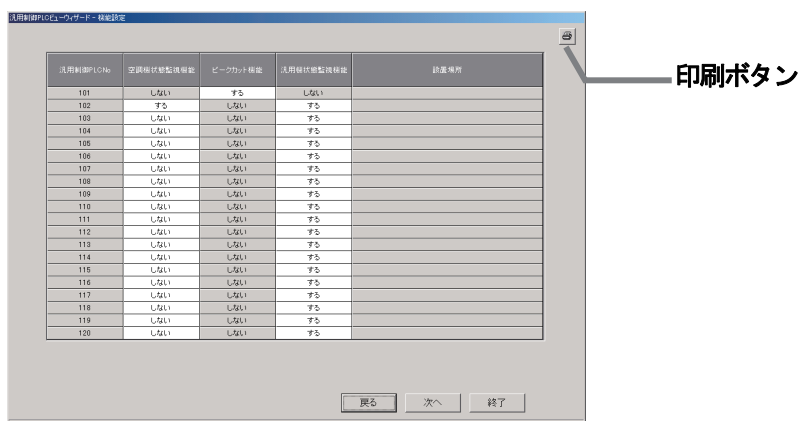 汎用制御PLCビューウィザード - 機能設定
印刷ボタン
汎用制御PLCNo 空調機状態監視機能 ピークカット機能 汎用機状態監視機能 設置場所
101 しない する しない
102 する しない する
103 しない しない する
104 しない しない する
105 しない しない する
106 しない しない する
107 しない しない する
108 しない しない する
109 しない しない する
110 しない しない する
111 しない しない する
112 しない しない する
113 しない しない する
114 しない しない する
115 しない しない する
116 しない しない する
117 しない しない する
118 しない しない する
119 しない しない する
120 しない しない する
戻る 次へ 終了